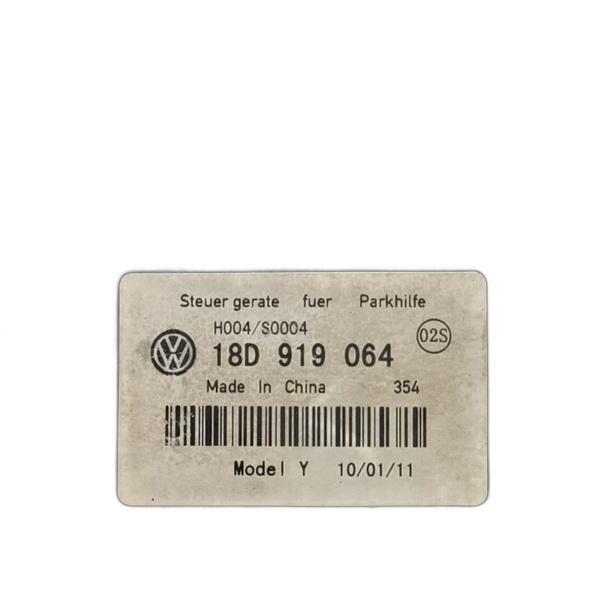 Steuer gerate fuer Parkhilfe
H004/S0004
02S
18D 919 064
Made In China 354
Model Y 10/01/11